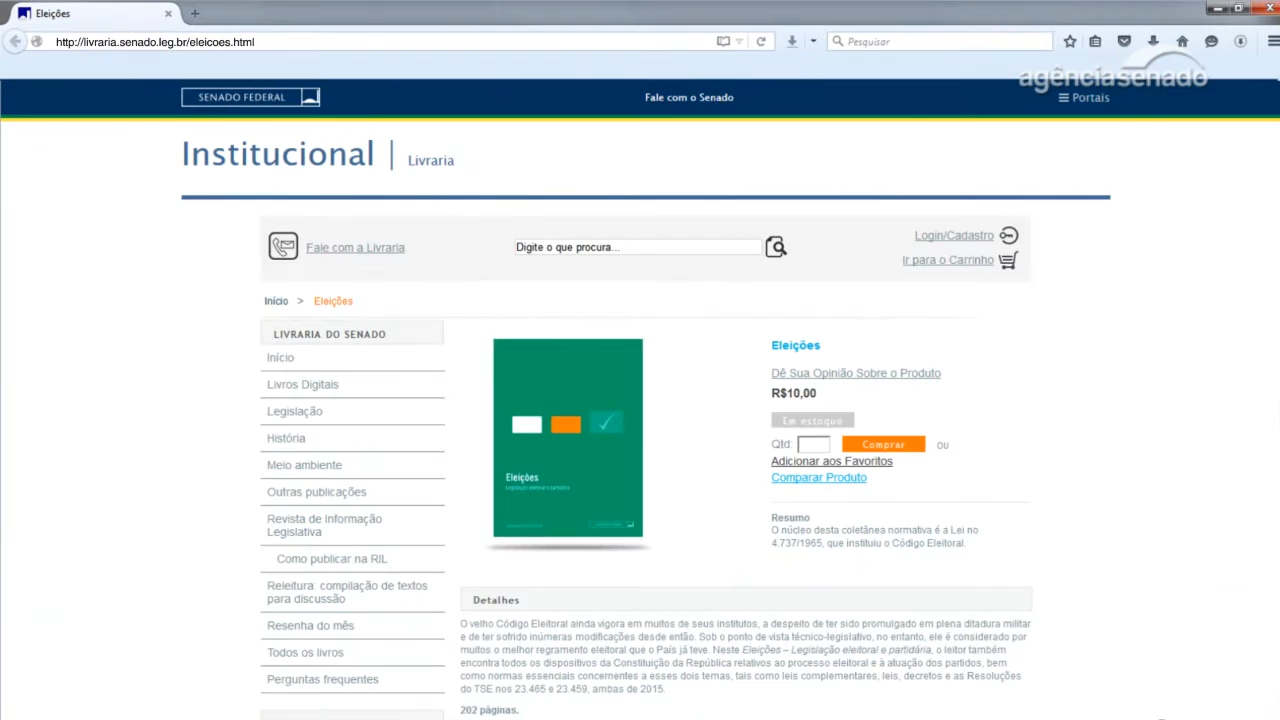 Eleições
http://livraria.senado.leg.br/eleicoes.html
Pesquisar
agênciasenado
SENADO FEDERAL
Fale com o Senado
Portais
Institucional | Livraria
Fale com a Livraria
Digite o que procura...
Login/Cadastro
Ir para o Carrinho
Início > Eleições
LIVRARIA DO SENADO
Início
Livros Digitais
Legislação
História
Meio ambiente
Outras publicações
Revista de Informação
Legislativa
Como publicar na RIL
Releitura: compilação de textos
para discussão
Resenha do mês
Todos os livros
Perguntas frequentes
Eleições
Legislação eleitoral e partidária
Eleições
Dê Sua Opinião Sobre o Produto
R$10,00
Em estoque
Qtd:
Comprar
OU
Adicionar aos Favoritos
Comparar Produto
Resumo
O núcleo desta coletânea normativa é a Lei no
4.737/1965, que instituiu o Código Eleitoral.
Detalhes
O velho Código Eleitoral ainda vigora em muitos de seus institutos, a despeito de ter sido promulgado em plena ditadura militar
e de ter sofrido inúmeras modificações desde então. Sob o ponto de vista técnico-legislativo, no entanto, ele é considerado por
muitos o melhor regramento eleitoral que o País já teve. Neste Eleições – Legislação eleitoral e partidária, o leitor também
encontra todos os dispositivos da Constituição da República relativos ao processo eleitoral e à atuação dos partidos, bem
como normas essenciais concernentes a esses dois temas, tais como leis complementares, leis, decretos e as Resoluções
do TSE nos 23.465 e 23.459, ambas de 2015.
202 páginas.